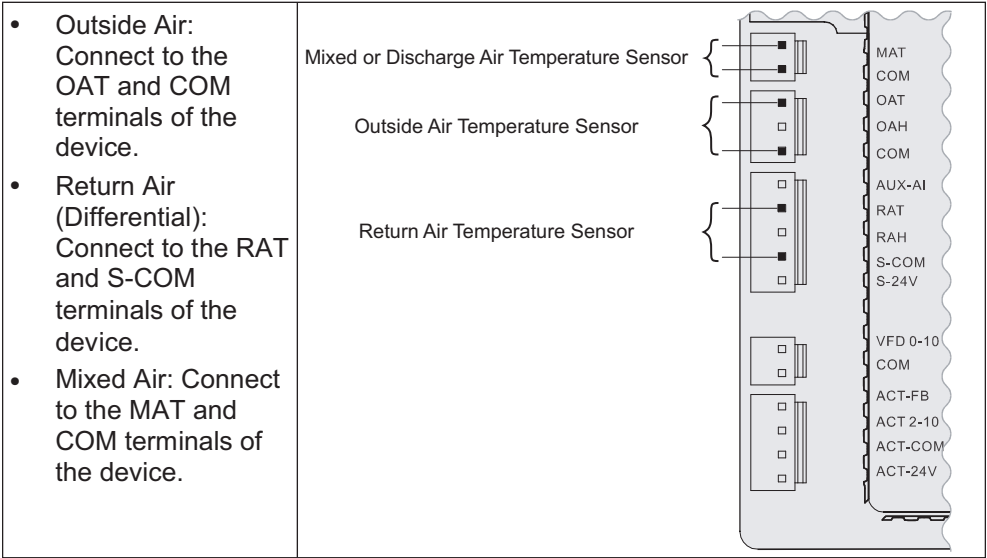 • Outside Air:
Connect to the
OAT and COM
terminals of the
device.
• Return Air
(Differential):
Connect to the RAT
and S-COM
terminals of the
device.
• Mixed Air: Connect
to the MAT and
COM terminals of
the device.
Mixed or Discharge Air Temperature Sensor
Outside Air Temperature Sensor
Return Air Temperature Sensor
MAT
COM
OAT
OAH
COM
AUX-AI
RAT
RAH
S-COM
S-24V
VFD 0-10
COM
ACT-FB
ACT 2-10
ACT-COM
ACT-24V